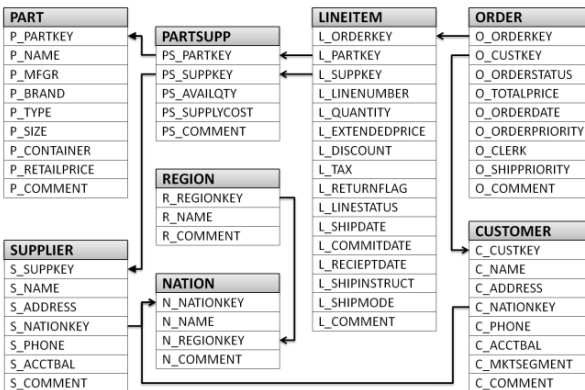 PART
P_PARTKEY
P_NAME
P_MFGR
P_BRAND
P_TYPE
P_SIZE
P_CONTAINER
P_RETAILPRICE
P_COMMENT
SUPPLIER
S_SUPPKEY
S_NAME
S_ADDRESS
S_NATIONKEY
S_PHONE
S_ACCTBAL
S_COMMENT
PARTSUPP
PS_PARTKEY
PS_SUPPKEY
PS_AVAILQTY
PS_SUPPLYCOST
PS_COMMENT
REGION
R_REGIONKEY
R_NAME
R_COMMENT
NATION
N_NATIONKEY
N_NAME
N_REGIONKEY
N_COMMENT
LINEITEM
L_ORDERKEY
L_PARTKEY
L_SUPPKEY
L_LINENUMBER
L_QUANTITY
L_EXTENDEDPRICE
L_DISCOUNT
L_TAX
L_RETURNFLAG
L_LINESTATUS
L_SHIPDATE
L_COMMITDATE
L_RECIEPTDATE
L_SHIPINSTRUCT
L_SHIPMODE
L_COMMENT
ORDER
O_ORDERKEY
O_CUSTKEY
O_ORDERSTATUS
O_TOTALPRICE
O_ORDERDATE
O_ORDERPRIORITY
O_CLERK
O_SHIPPRIORITY
O_COMMENT
CUSTOMER
C_CUSTKEY
C_NAME
C_ADDRESS
C_NATIONKEY
C_PHONE
C_ACCTBAL
C_MKTSEGMENT
C_COMMENT